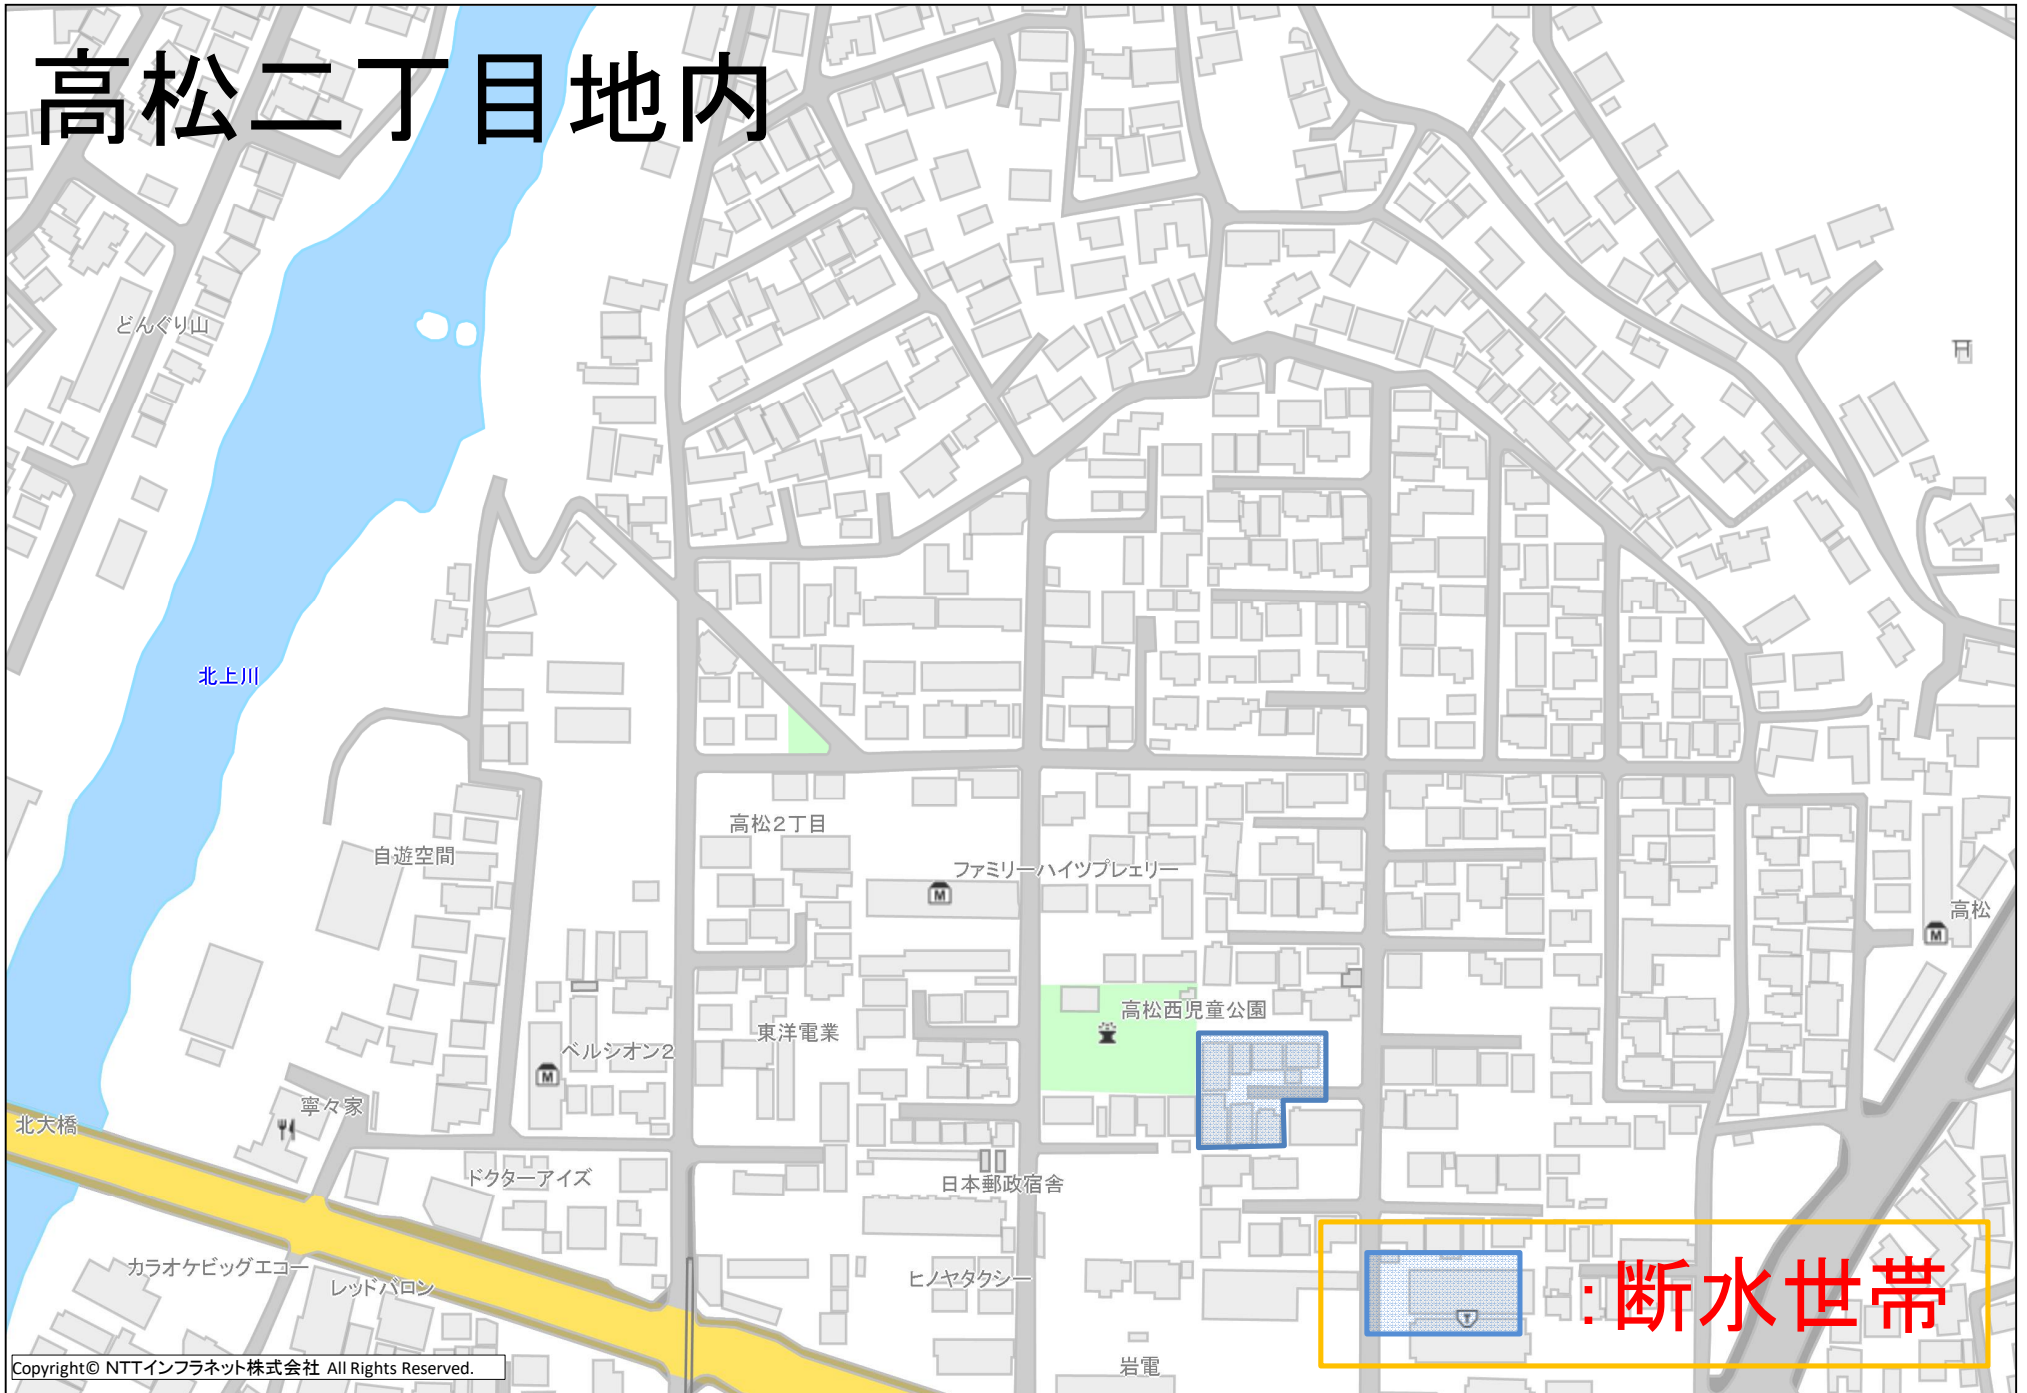 高松二丁目地内
どんぐり山
北上川
高松２丁目
自遊空間
ファミリーハイツプレェリー
高松
高松西児童公園
東洋電業
ベルシオン２
寧々家
北大橋
ドクターアイズ
日本郵政宿舎
カラオケビッグエコー
レッドバロン
ヒノヤタクシー
：断水世帯
岩電
Copyright© NTTインフラネット株式会社 All Rights Reserved.